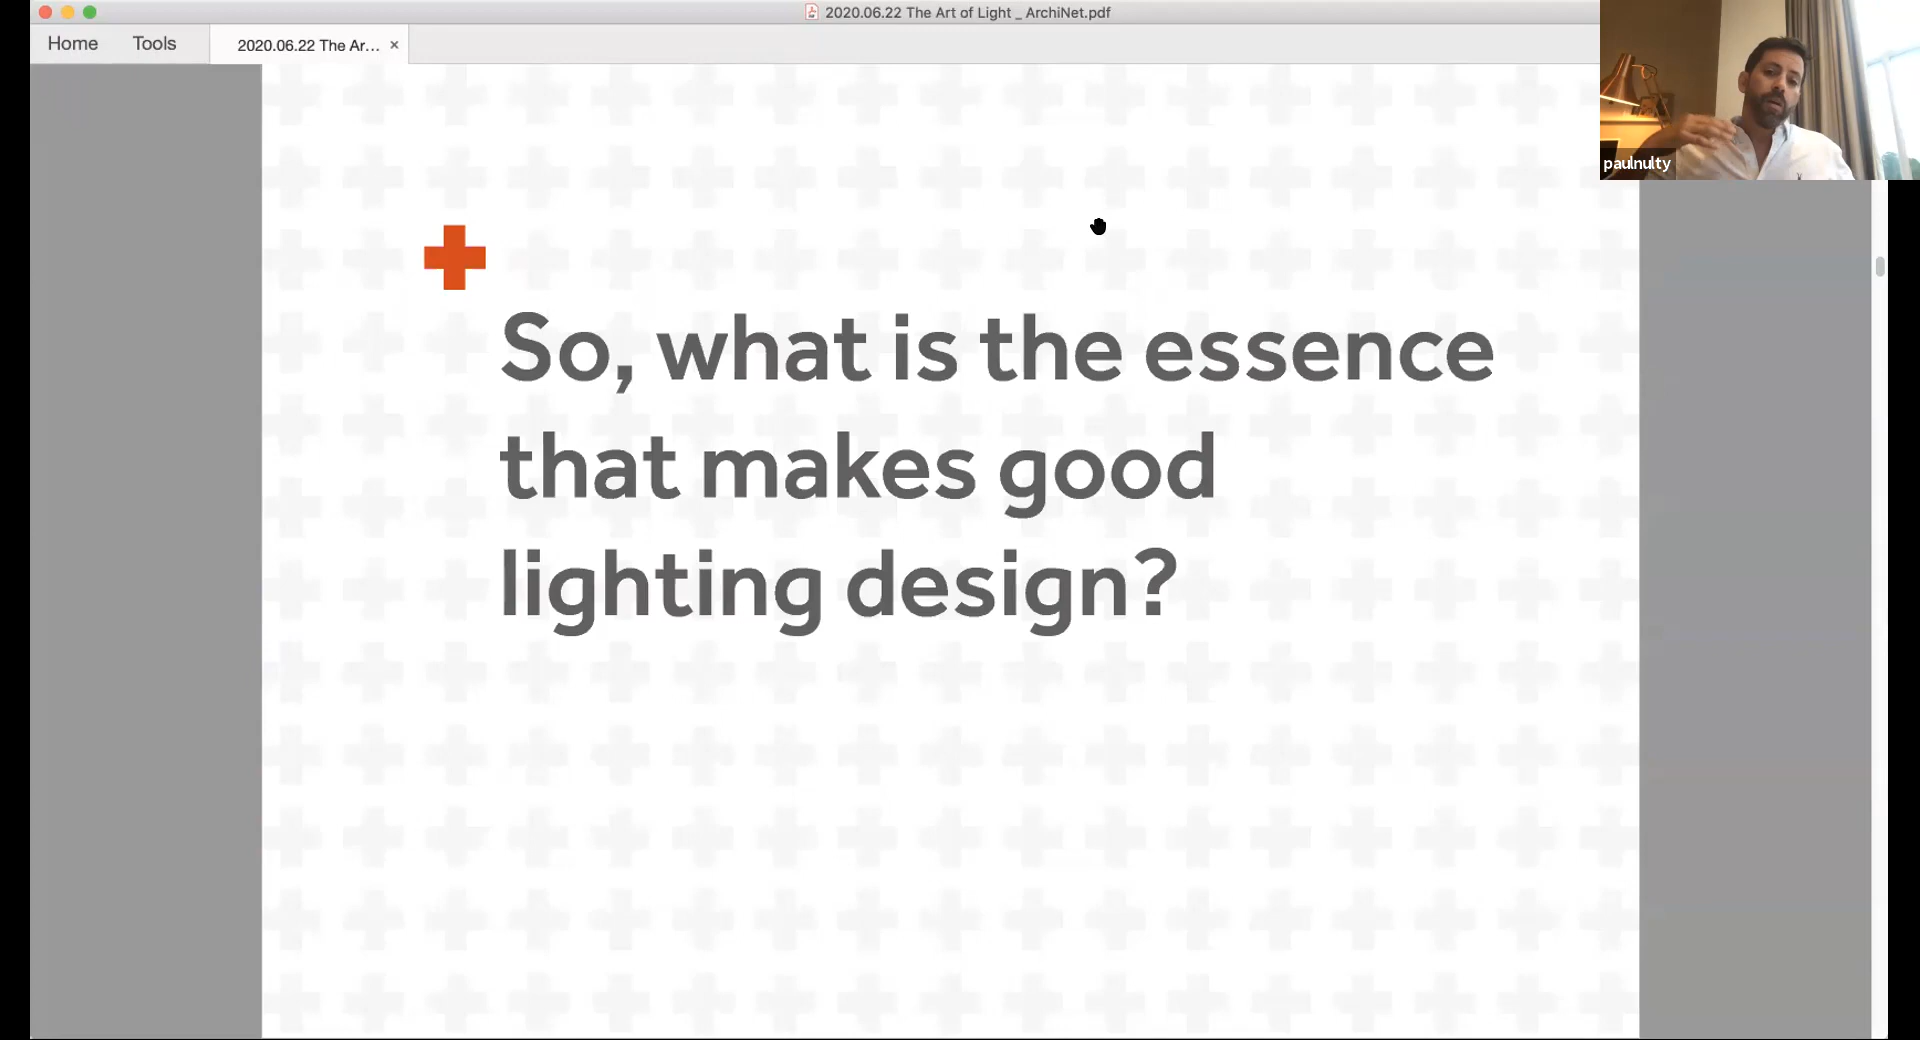 2020.06.22 The Art of Light _ ArchiNet.pdf
Home
Tools
2020.06.22 The Ar... ×
paulnulty
So, what is the essence
that makes good
lighting design?